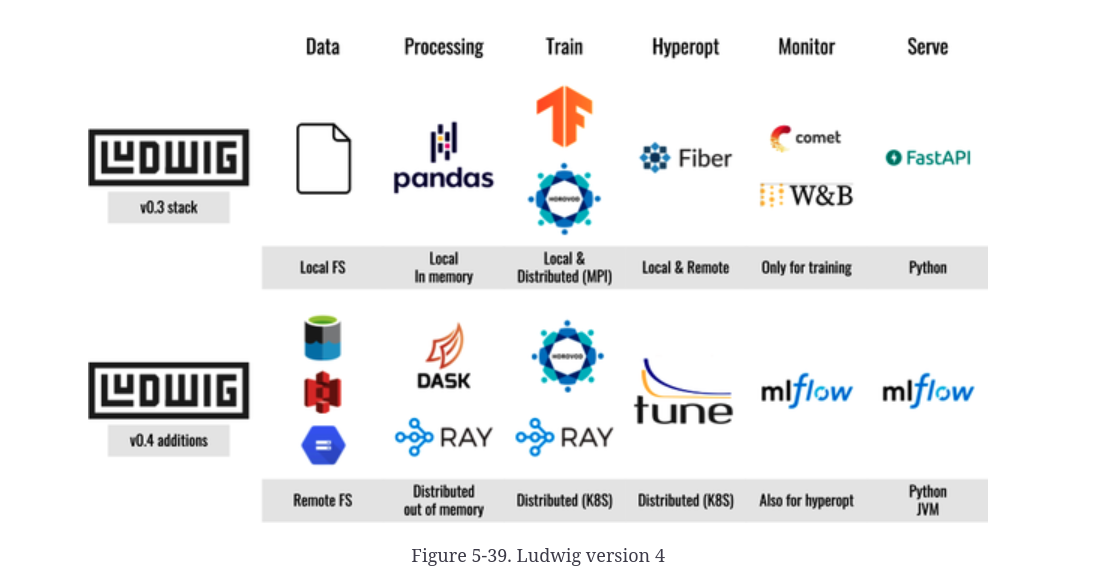 Data Processing Train Hyperopt Monitor Serve
LUDWIG
v0.3 stack
pandas
HOROVOD
Fiber
comet
W&B
FastAPI
Local FS
Local
In memory
Local &
Distributed (MPI)
Local & Remote
Only for training
Python
LUDWIG
v0.4 additions
DASK
RAY
HOROVOD
RAY
tune
mlflow
mlflow
Remote FS
Distributed
out of memory
Distributed (K8S)
Distributed (K8S)
Also for hyperopt
Python
JVM
Figure 5-39. Ludwig version 4